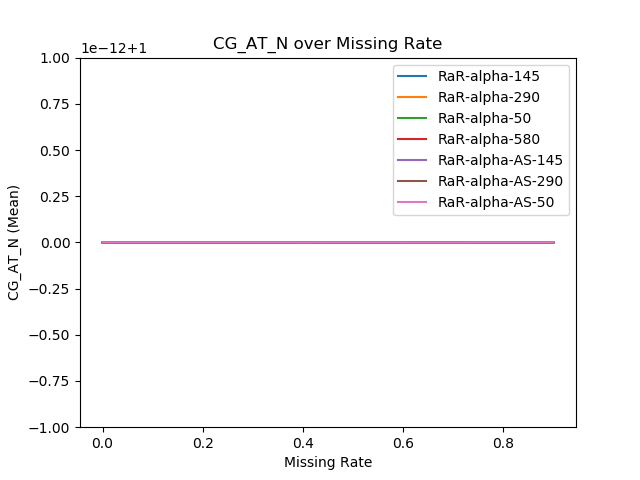 CG_AT_N over Missing Rate
1e−12+1
1.00
0.75
0.50
0.25
0.00
−0.25
−0.50
−0.75
−1.00
CG_AT_N (Mean)
RaR-alpha-145
RaR-alpha-290
RaR-alpha-50
RaR-alpha-580
RaR-alpha-AS-145
RaR-alpha-AS-290
RaR-alpha-AS-50
0.0 0.2 0.4 0.6 0.8
Missing Rate